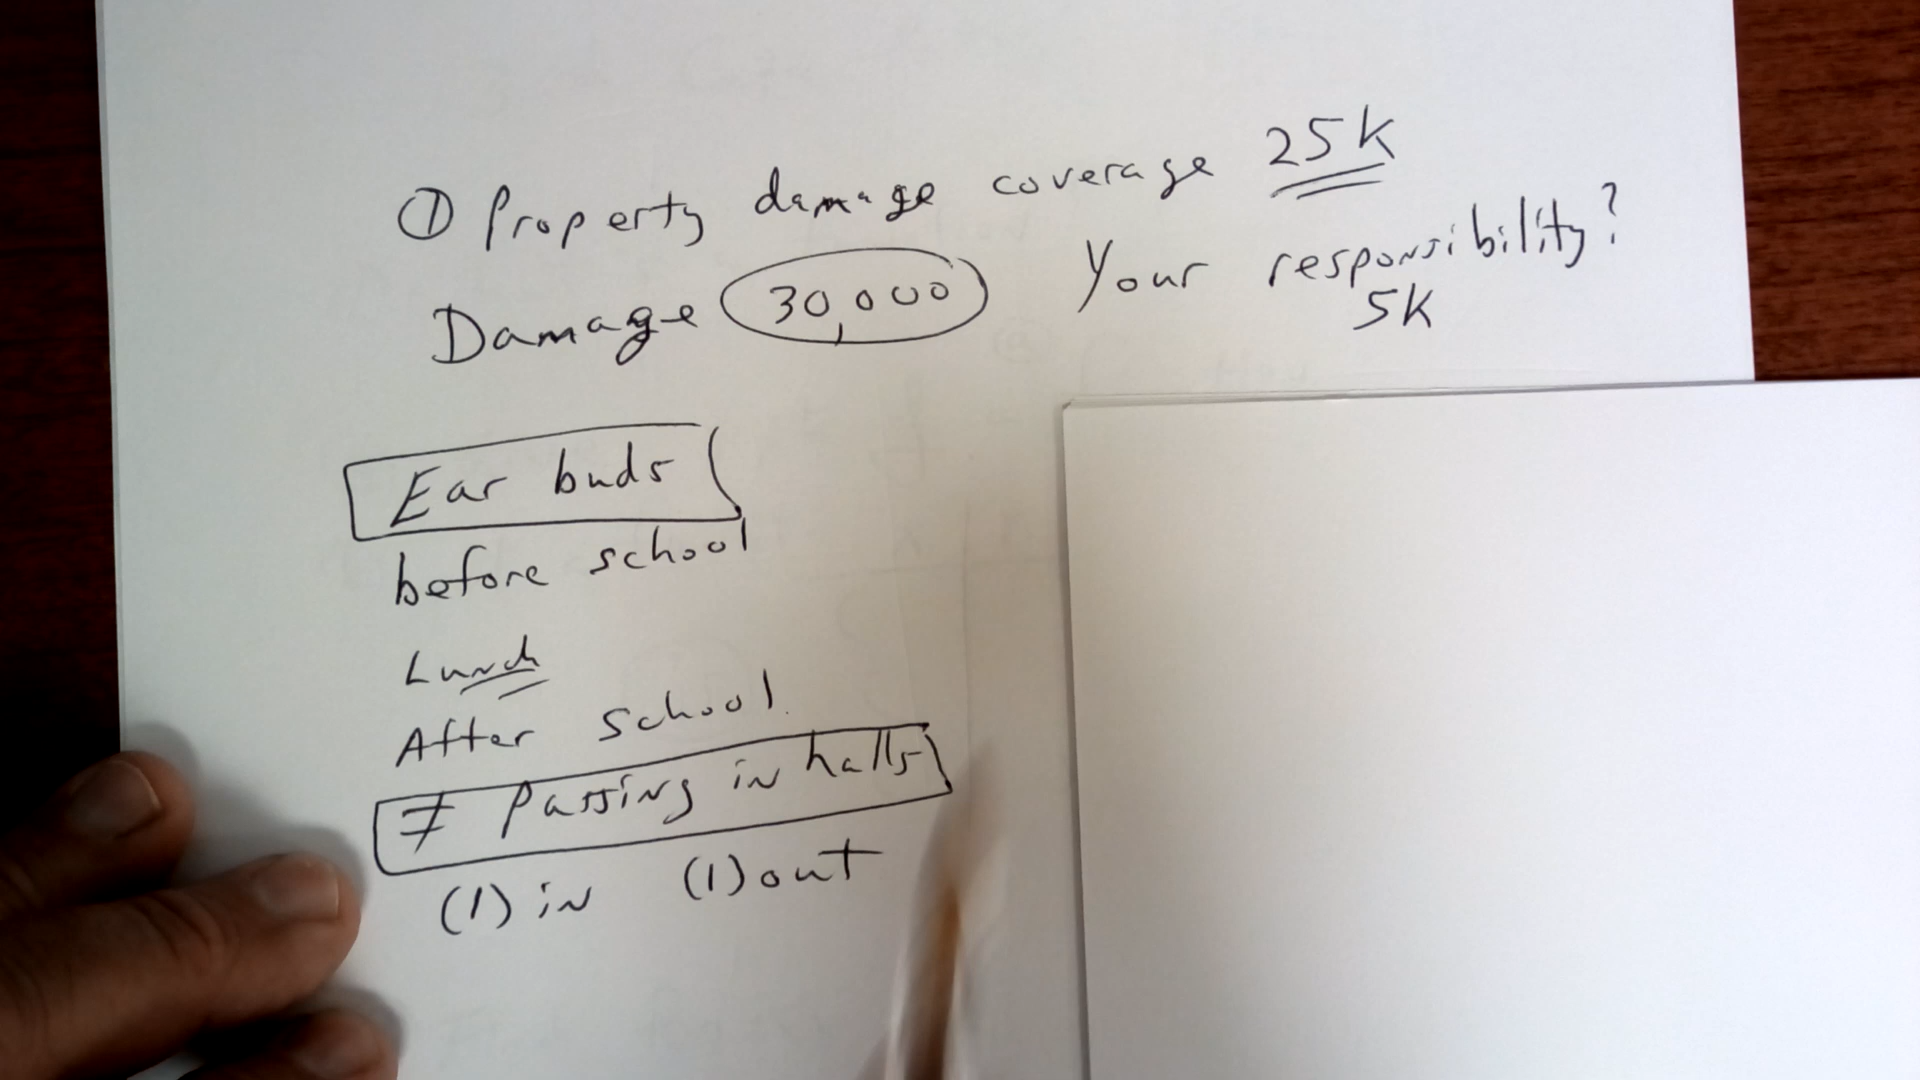 ① Property damage coverage 25K
Damage 30,000 Your responsibility?
5K
Ear buds
before school
Lunch
After school.
≠ Passing in halls
(1) in (1) out